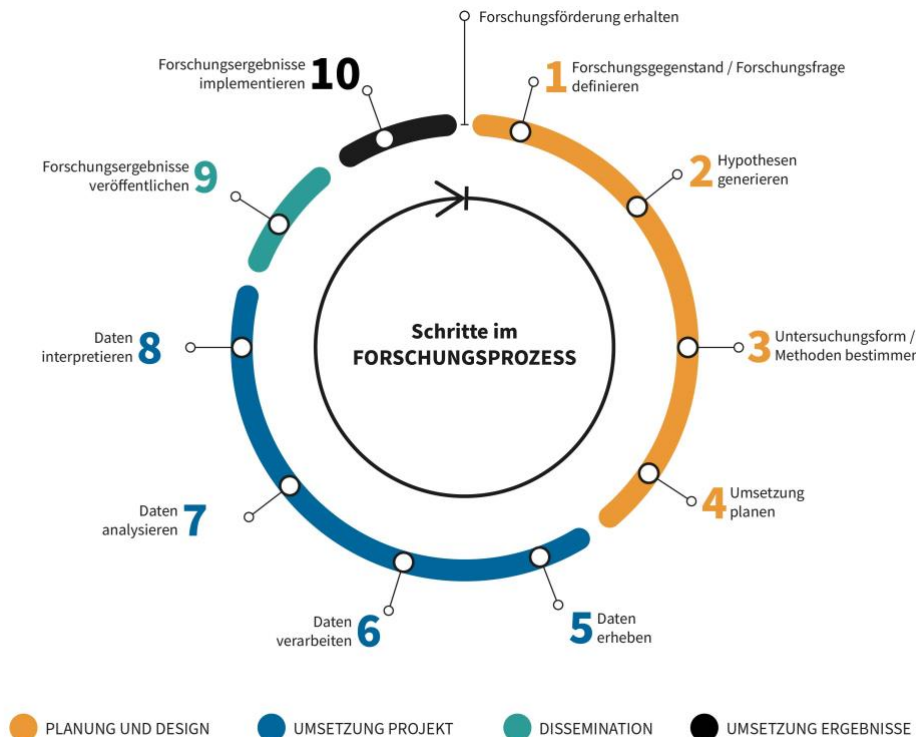 Forschungsförderung erhalten
1 Forschungsgegenstand / Forschungsfrage
definieren
2 Hypothesen
generieren
3 Untersuchungsform /
Methoden bestimmen
4 Umsetzung
planen
5 Daten
erheben
6 Daten
verarbeiten
7 Daten
analysieren
8 Daten
interpretieren
9 Forschungsergebnisse
veröffentlichen
10 Forschungsergebnisse
implementieren
Schritte im
FORSCHUNGSPROZESS
PLANUNG UND DESIGN
UMSETZUNG PROJEKT
DISSEMINATION
UMSETZUNG ERGEBNISSE